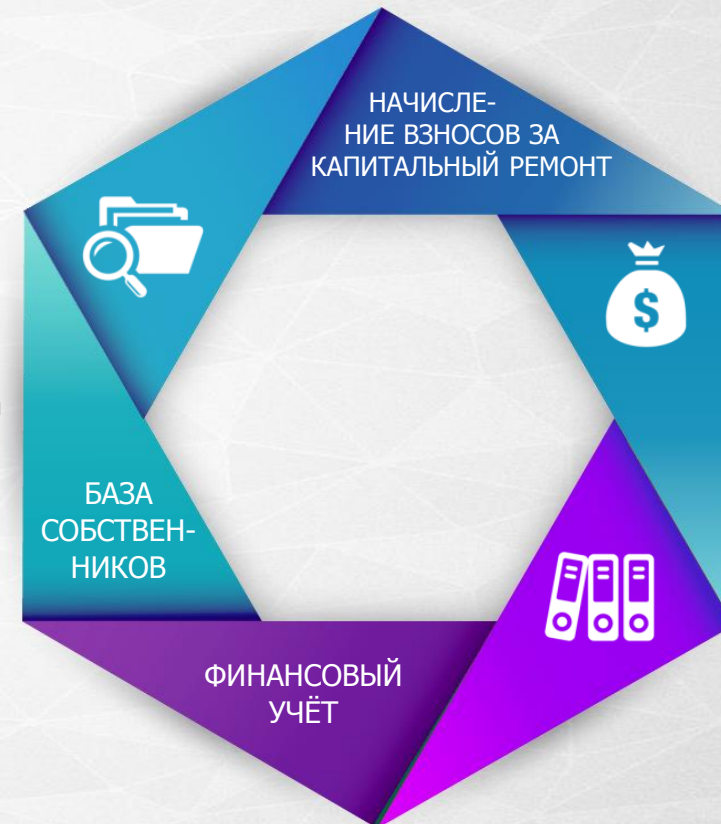 НАЧИСЛЕ-
НИЕ ВЗНОСОВ ЗА
КАПИТАЛЬНЫЙ РЕМОНТ
$
БАЗА
СОБСТВЕН-
НИКОВ
ФИНАНСОВЫЙ
УЧЁТ